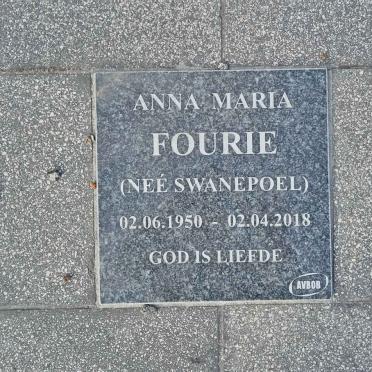 ANNA MARIA
FOURIE
(NEÉ SWANEPOEL)
02.06.1950 - 02.04.2018
GOD IS LIEFDE
AVBOB